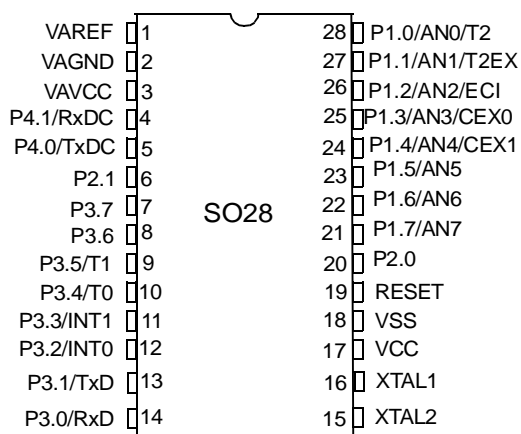 VAREF 1 28 P1.0/AN0/T2
VAGND 2 27 P1.1/AN1/T2EX
VAVCC 3 26 P1.2/AN2/ECI
P4.1/RxDC 4 25 P1.3/AN3/CEX0
P4.0/TxDC 5 24 P1.4/AN4/CEX1
P2.1 6 23 P1.5/AN5
P3.7 7 22 P1.6/AN6
SO28
P3.6 8 21 P1.7/AN7
P3.5/T1 9 20 P2.0
P3.4/T0 10 19 RESET
P3.3/INT1 11 18 VSS
P3.2/INT0 12 17 VCC
P3.1/TxD 13 16 XTAL1
P3.0/RxD 14 15 XTAL2